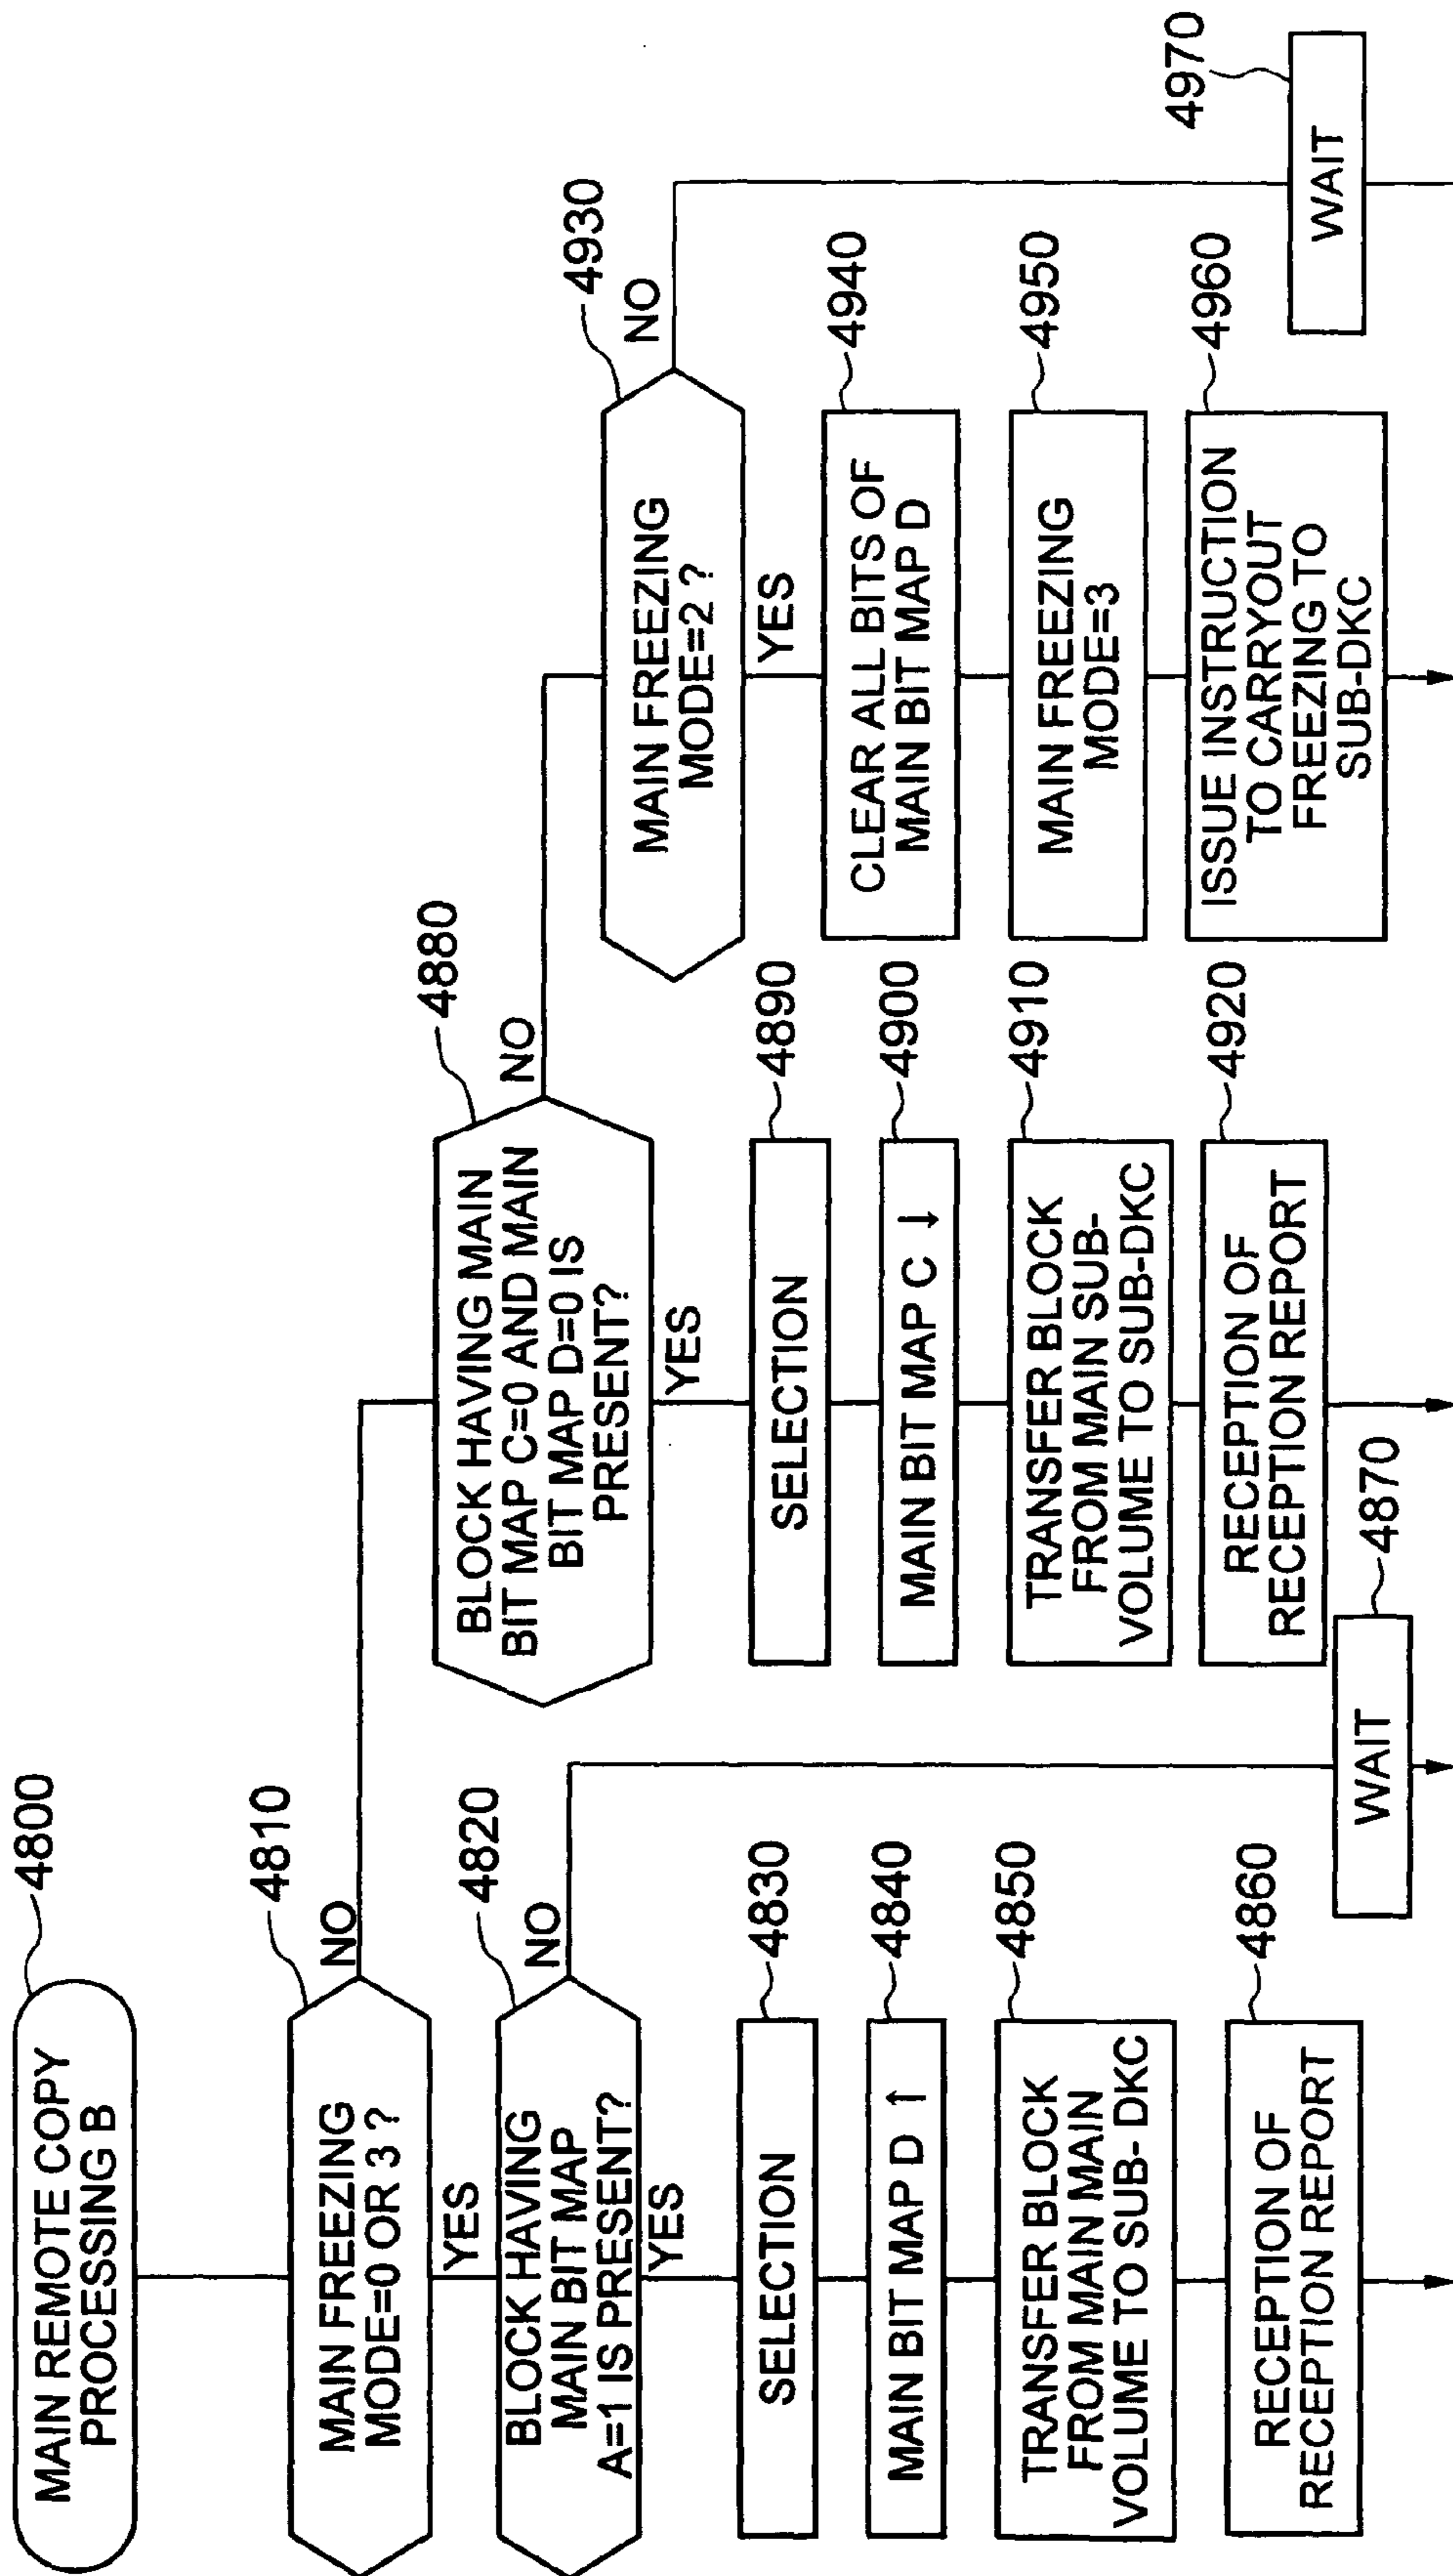 MAIN REMOTE COPY
PROCESSING B
4800
MAIN FREEZING
MODE=0 OR 3 ?
4810
NO
YES
BLOCK HAVING
MAIN BIT MAP
A=1 IS PRESENT?
4820
NO
YES
SELECTION
4830
MAIN BIT MAP D ↑
4840
TRANSFER BLOCK
FROM MAIN MAIN
VOLUME TO SUB- DKC
4850
RECEPTION OF
RECEPTION REPORT
4860
WAIT
4870
BLOCK HAVING MAIN
BIT MAP C=0 AND MAIN
BIT MAP D=0 IS
PRESENT?
4880
NO
YES
SELECTION
4890
MAIN BIT MAP C ↓
4900
TRANSFER BLOCK
FROM MAIN SUB-
VOLUME TO SUB-DKC
4910
RECEPTION OF
RECEPTION REPORT
4920
MAIN FREEZING
MODE=2 ?
4930
NO
YES
CLEAR ALL BITS OF
MAIN BIT MAP D
4940
MAIN FREEZING
MODE=3
4950
ISSUE INSTRUCTION
TO CARRYOUT
FREEZING TO
SUB-DKC
4960
WAIT
4970